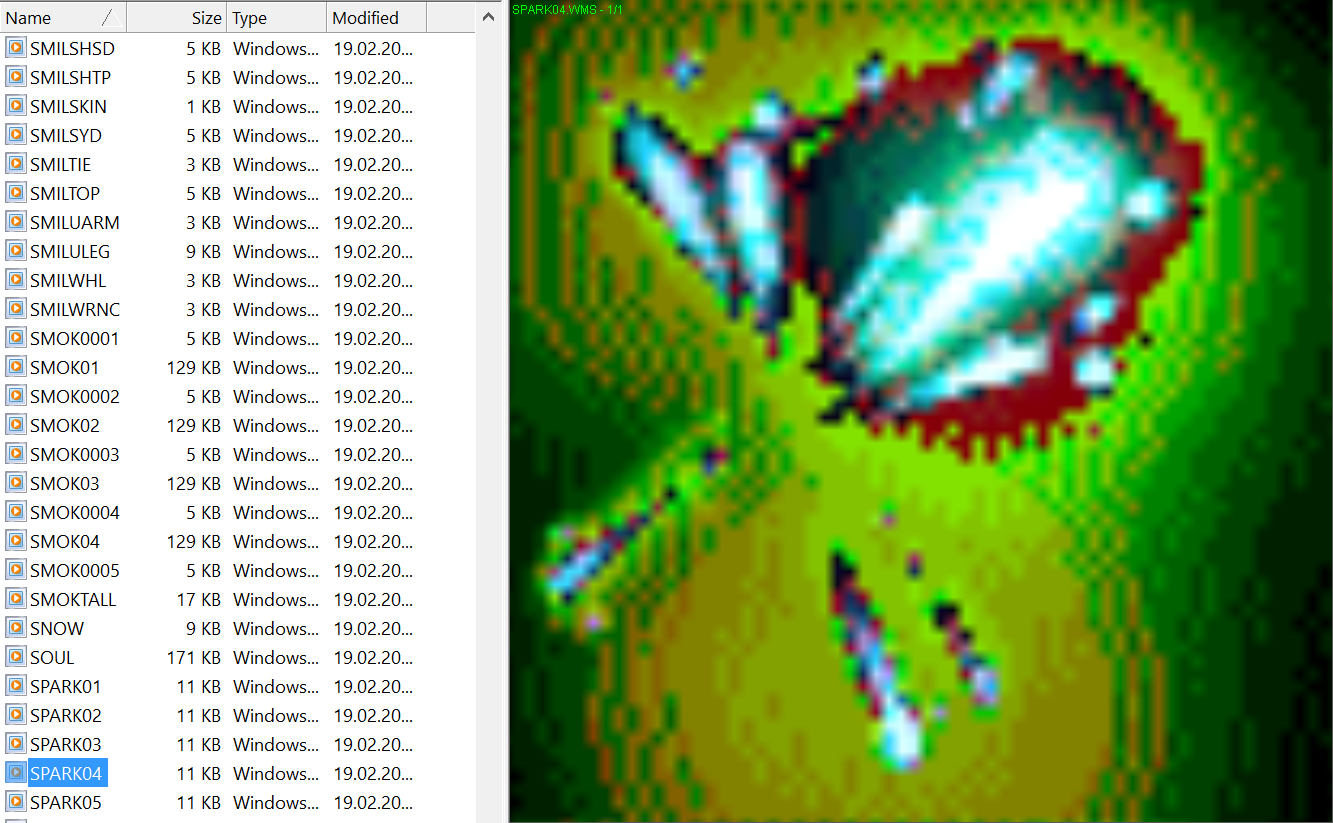 Name Size Type Modified
SMILSHSD 5 KB Windows... 19.02.20...
SMILSHTP 5 KB Windows... 19.02.20...
SMILSKIN 1 KB Windows... 19.02.20...
SMILSYD 5 KB Windows... 19.02.20...
SMILTIE 3 KB Windows... 19.02.20...
SMILTOP 5 KB Windows... 19.02.20...
SMILUARM 3 KB Windows... 19.02.20...
SMILULEG 9 KB Windows... 19.02.20...
SMILWHL 3 KB Windows... 19.02.20...
SMILWRNC 3 KB Windows... 19.02.20...
SMOK0001 5 KB Windows... 19.02.20...
SMOK01 129 KB Windows... 19.02.20...
SMOK0002 5 KB Windows... 19.02.20...
SMOK02 129 KB Windows... 19.02.20...
SMOK0003 5 KB Windows... 19.02.20...
SMOK03 129 KB Windows... 19.02.20...
SMOK0004 5 KB Windows... 19.02.20...
SMOK04 129 KB Windows... 19.02.20...
SMOK0005 5 KB Windows... 19.02.20...
SMOKTALL 17 KB Windows... 19.02.20...
SNOW 9 KB Windows... 19.02.20...
SOUL 171 KB Windows... 19.02.20...
SPARK01 11 KB Windows... 19.02.20...
SPARK02 11 KB Windows... 19.02.20...
SPARK03 11 KB Windows... 19.02.20...
SPARK04 11 KB Windows... 19.02.20...
SPARK05 11 KB Windows... 19.02.20...
SPARK04.WMS - 1/1